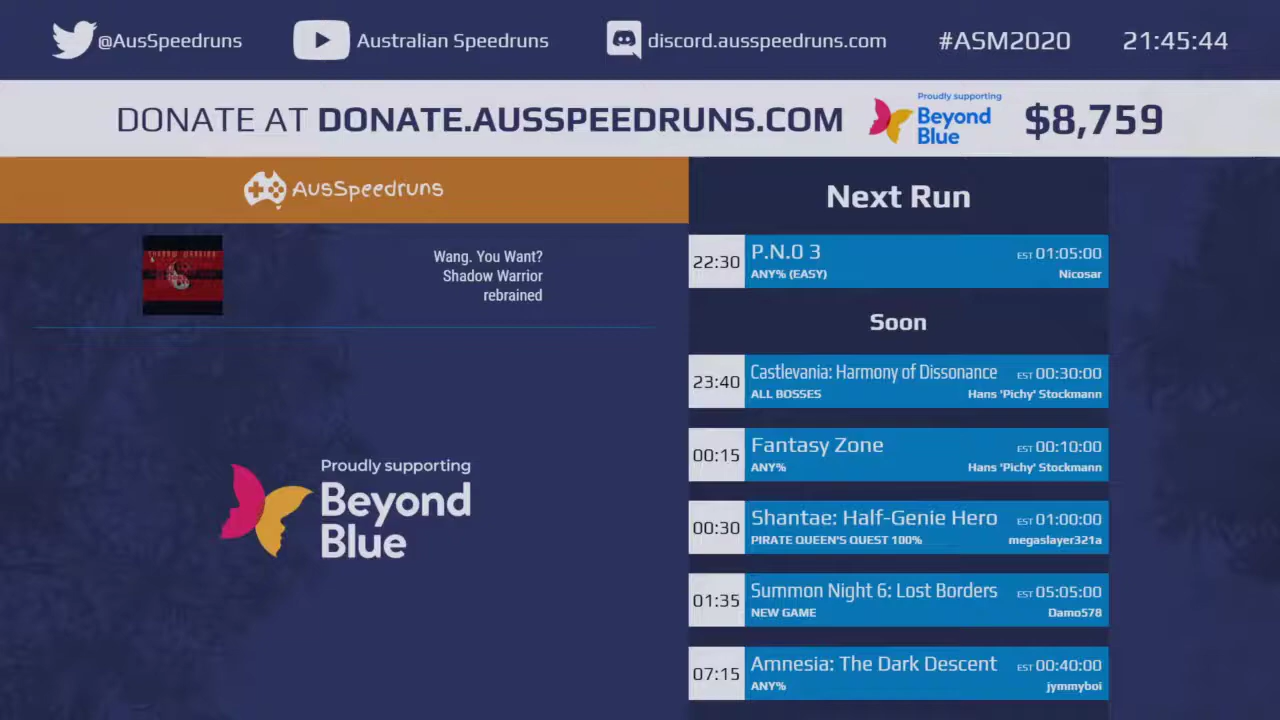 @AusSpeedruns
Australian Speedruns
discord.ausspeedruns.com
#ASM2020
21:45:44
DONATE AT DONATE.AUSSPEEDRUNS.COM
Proudly supporting
Beyond
Blue
$8,759
AusSpeedruns
SHADOW WARRIOR
Wang. You Want?
Shadow Warrior
rebrained
Proudly supporting
Beyond
Blue
Next Run
22:30
P.N.0 3
EST 01:05:00
ANY% (EASY)
Nicosar
Soon
23:40
Castlevania: Harmony of Dissonance
EST 00:30:00
ALL BOSSES
Hans 'Pichy' Stockmann
00:15
Fantasy Zone
EST 00:10:00
ANY%
Hans 'Pichy' Stockmann
00:30
Shantae: Half-Genie Hero
EST 01:00:00
PIRATE QUEEN'S QUEST 100%
megaslayer321a
01:35
Summon Night 6: Lost Borders
EST 05:05:00
NEW GAME
Damo578
07:15
Amnesia: The Dark Descent
EST 00:40:00
ANY%
jymmyboi